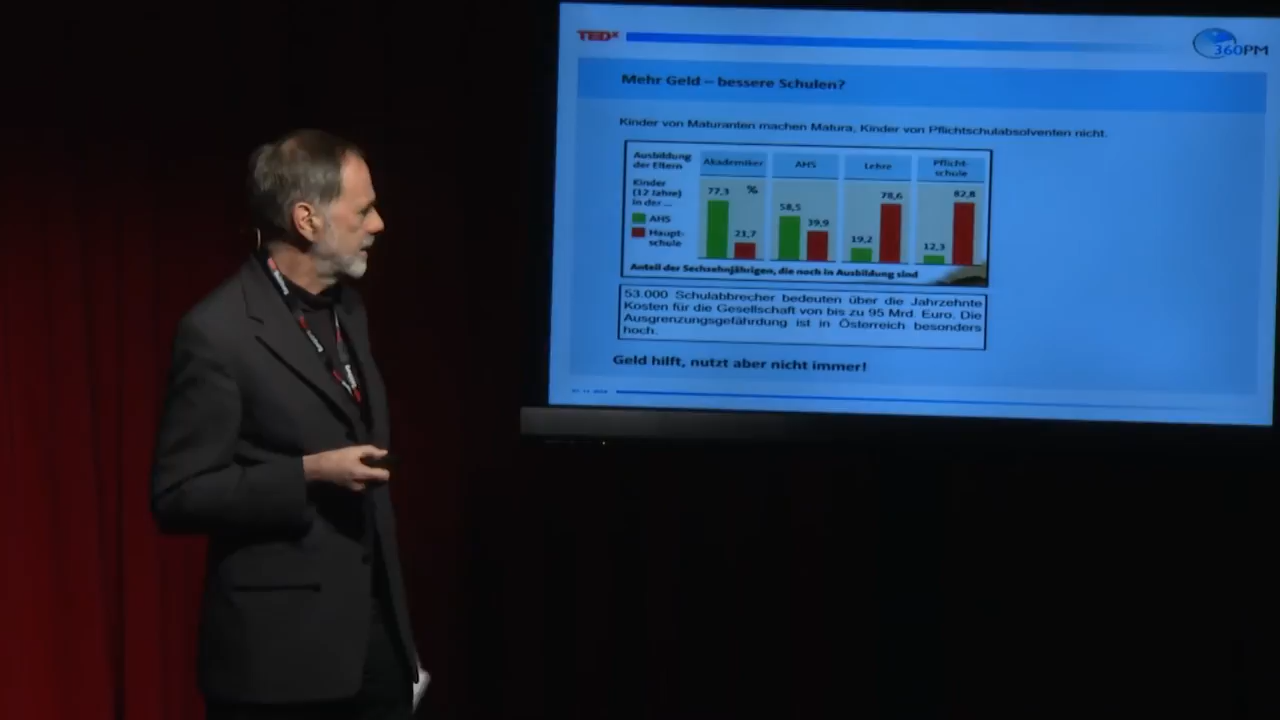 TEDx
360PM
Mehr Geld – bessere Schulen?
Kinder von Maturanten machen Matura, Kinder von Pflichtschulabsolventen nicht.
Ausbildung der Eltern
Akademiker
AHS
Lehre
Pflicht-
schule
Kinder
(12 Jahre)
in der ...
AHS
Haupt-
schule
%
77,3
21,7
58,5
39,9
19,2
78,6
12,3
82,8
Anteil der Sechzehnjährigen, die noch in Ausbildung sind
53.000 Schulabbrecher bedeuten über die Jahrzehnte
Kosten für die Gesellschaft von bis zu 95 Mrd. Euro. Die
Ausgrenzungsgefährdung ist in Österreich besonders
hoch.
Geld hilft, nutzt aber nicht immer!